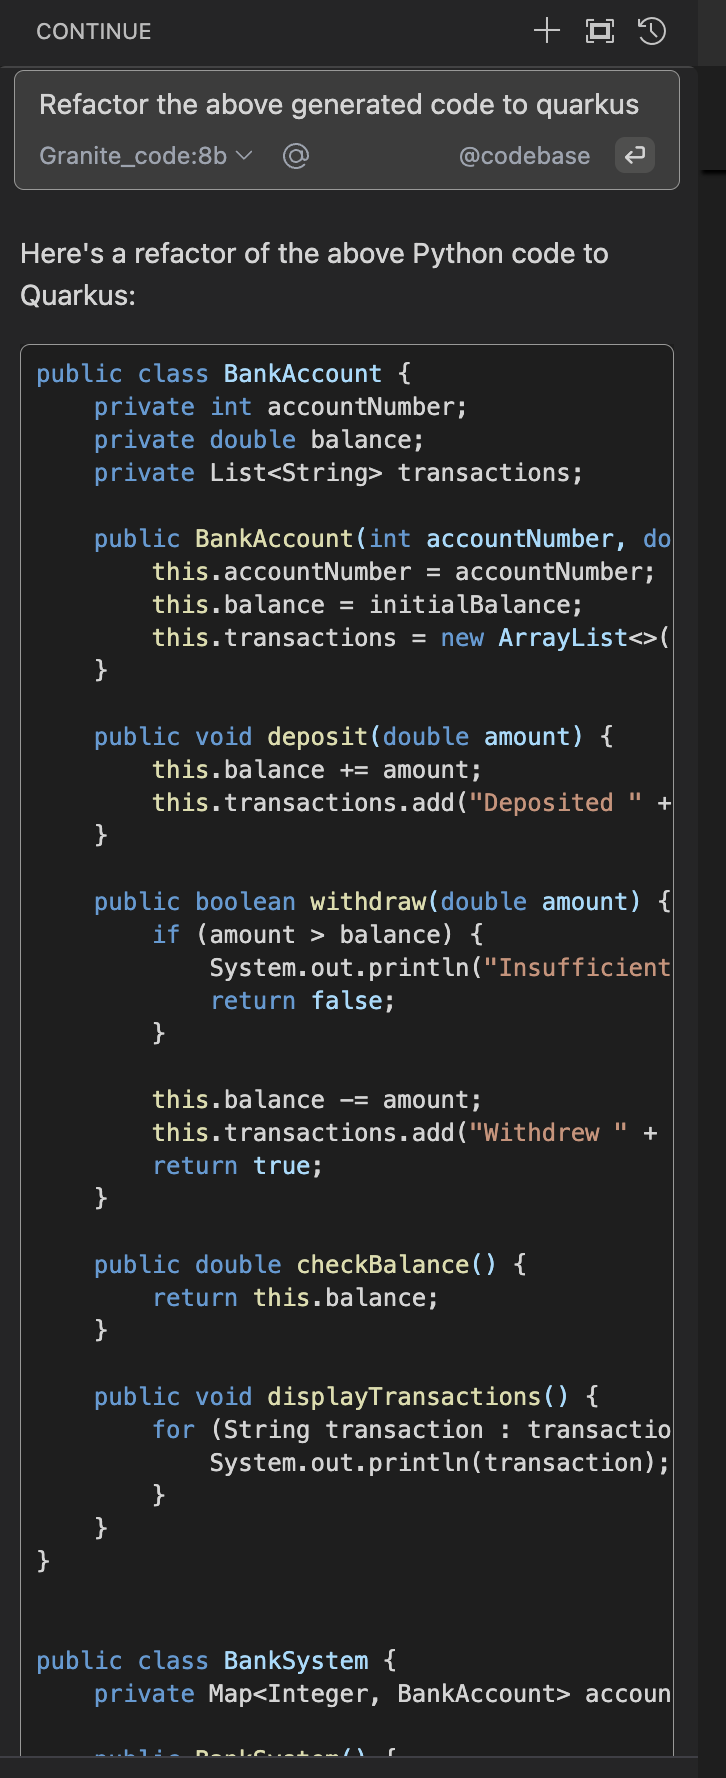 CONTINUE
Refactor the above generated code to quarkus
Granite_code:8b @ @codebase
Here's a refactor of the above Python code to
Quarkus:
public class BankAccount {
    private int accountNumber;
    private double balance;
    private List<String> transactions;

    public BankAccount(int accountNumber, do
        this.accountNumber = accountNumber;
        this.balance = initialBalance;
        this.transactions = new ArrayList<>(
    }

    public void deposit(double amount) {
        this.balance += amount;
        this.transactions.add("Deposited " +
    }

    public boolean withdraw(double amount) {
        if (amount > balance) {
            System.out.println("Insufficient
            return false;
        }

        this.balance -= amount;
        this.transactions.add("Withdrew " +
        return true;
    }

    public double checkBalance() {
        return this.balance;
    }

    public void displayTransactions() {
        for (String transaction : transactio
            System.out.println(transaction);
        }
    }
}

public class BankSystem {
    private Map<Integer, BankAccount> accoun

    public BankSystem() {